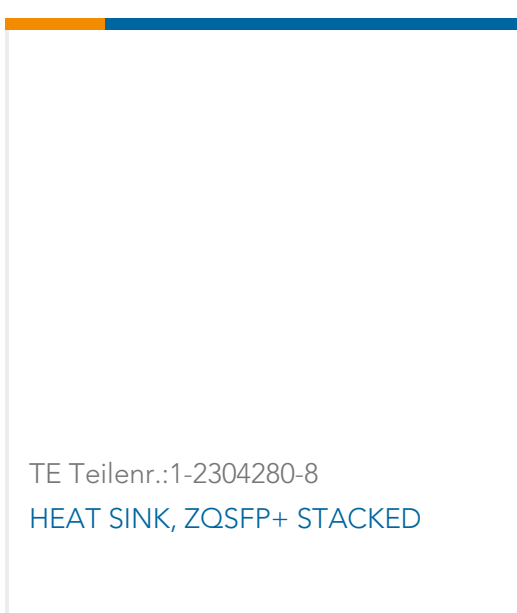 TE Teilenr.:1-2304280-8
HEAT SINK, ZQSFP+ STACKED